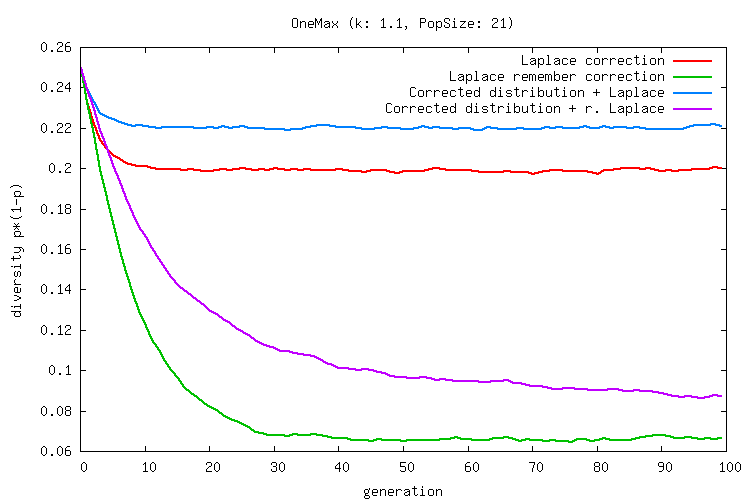 OneMax (k: 1.1, PopSize: 21)
Laplace correction
Laplace remember correction
Corrected distribution + Laplace
Corrected distribution + r. Laplace
diversity p*(1-p)
0.26
0.24
0.22
0.2
0.18
0.16
0.14
0.12
0.1
0.08
0.06
0 10 20 30 40 50 60 70 80 90 100
generation